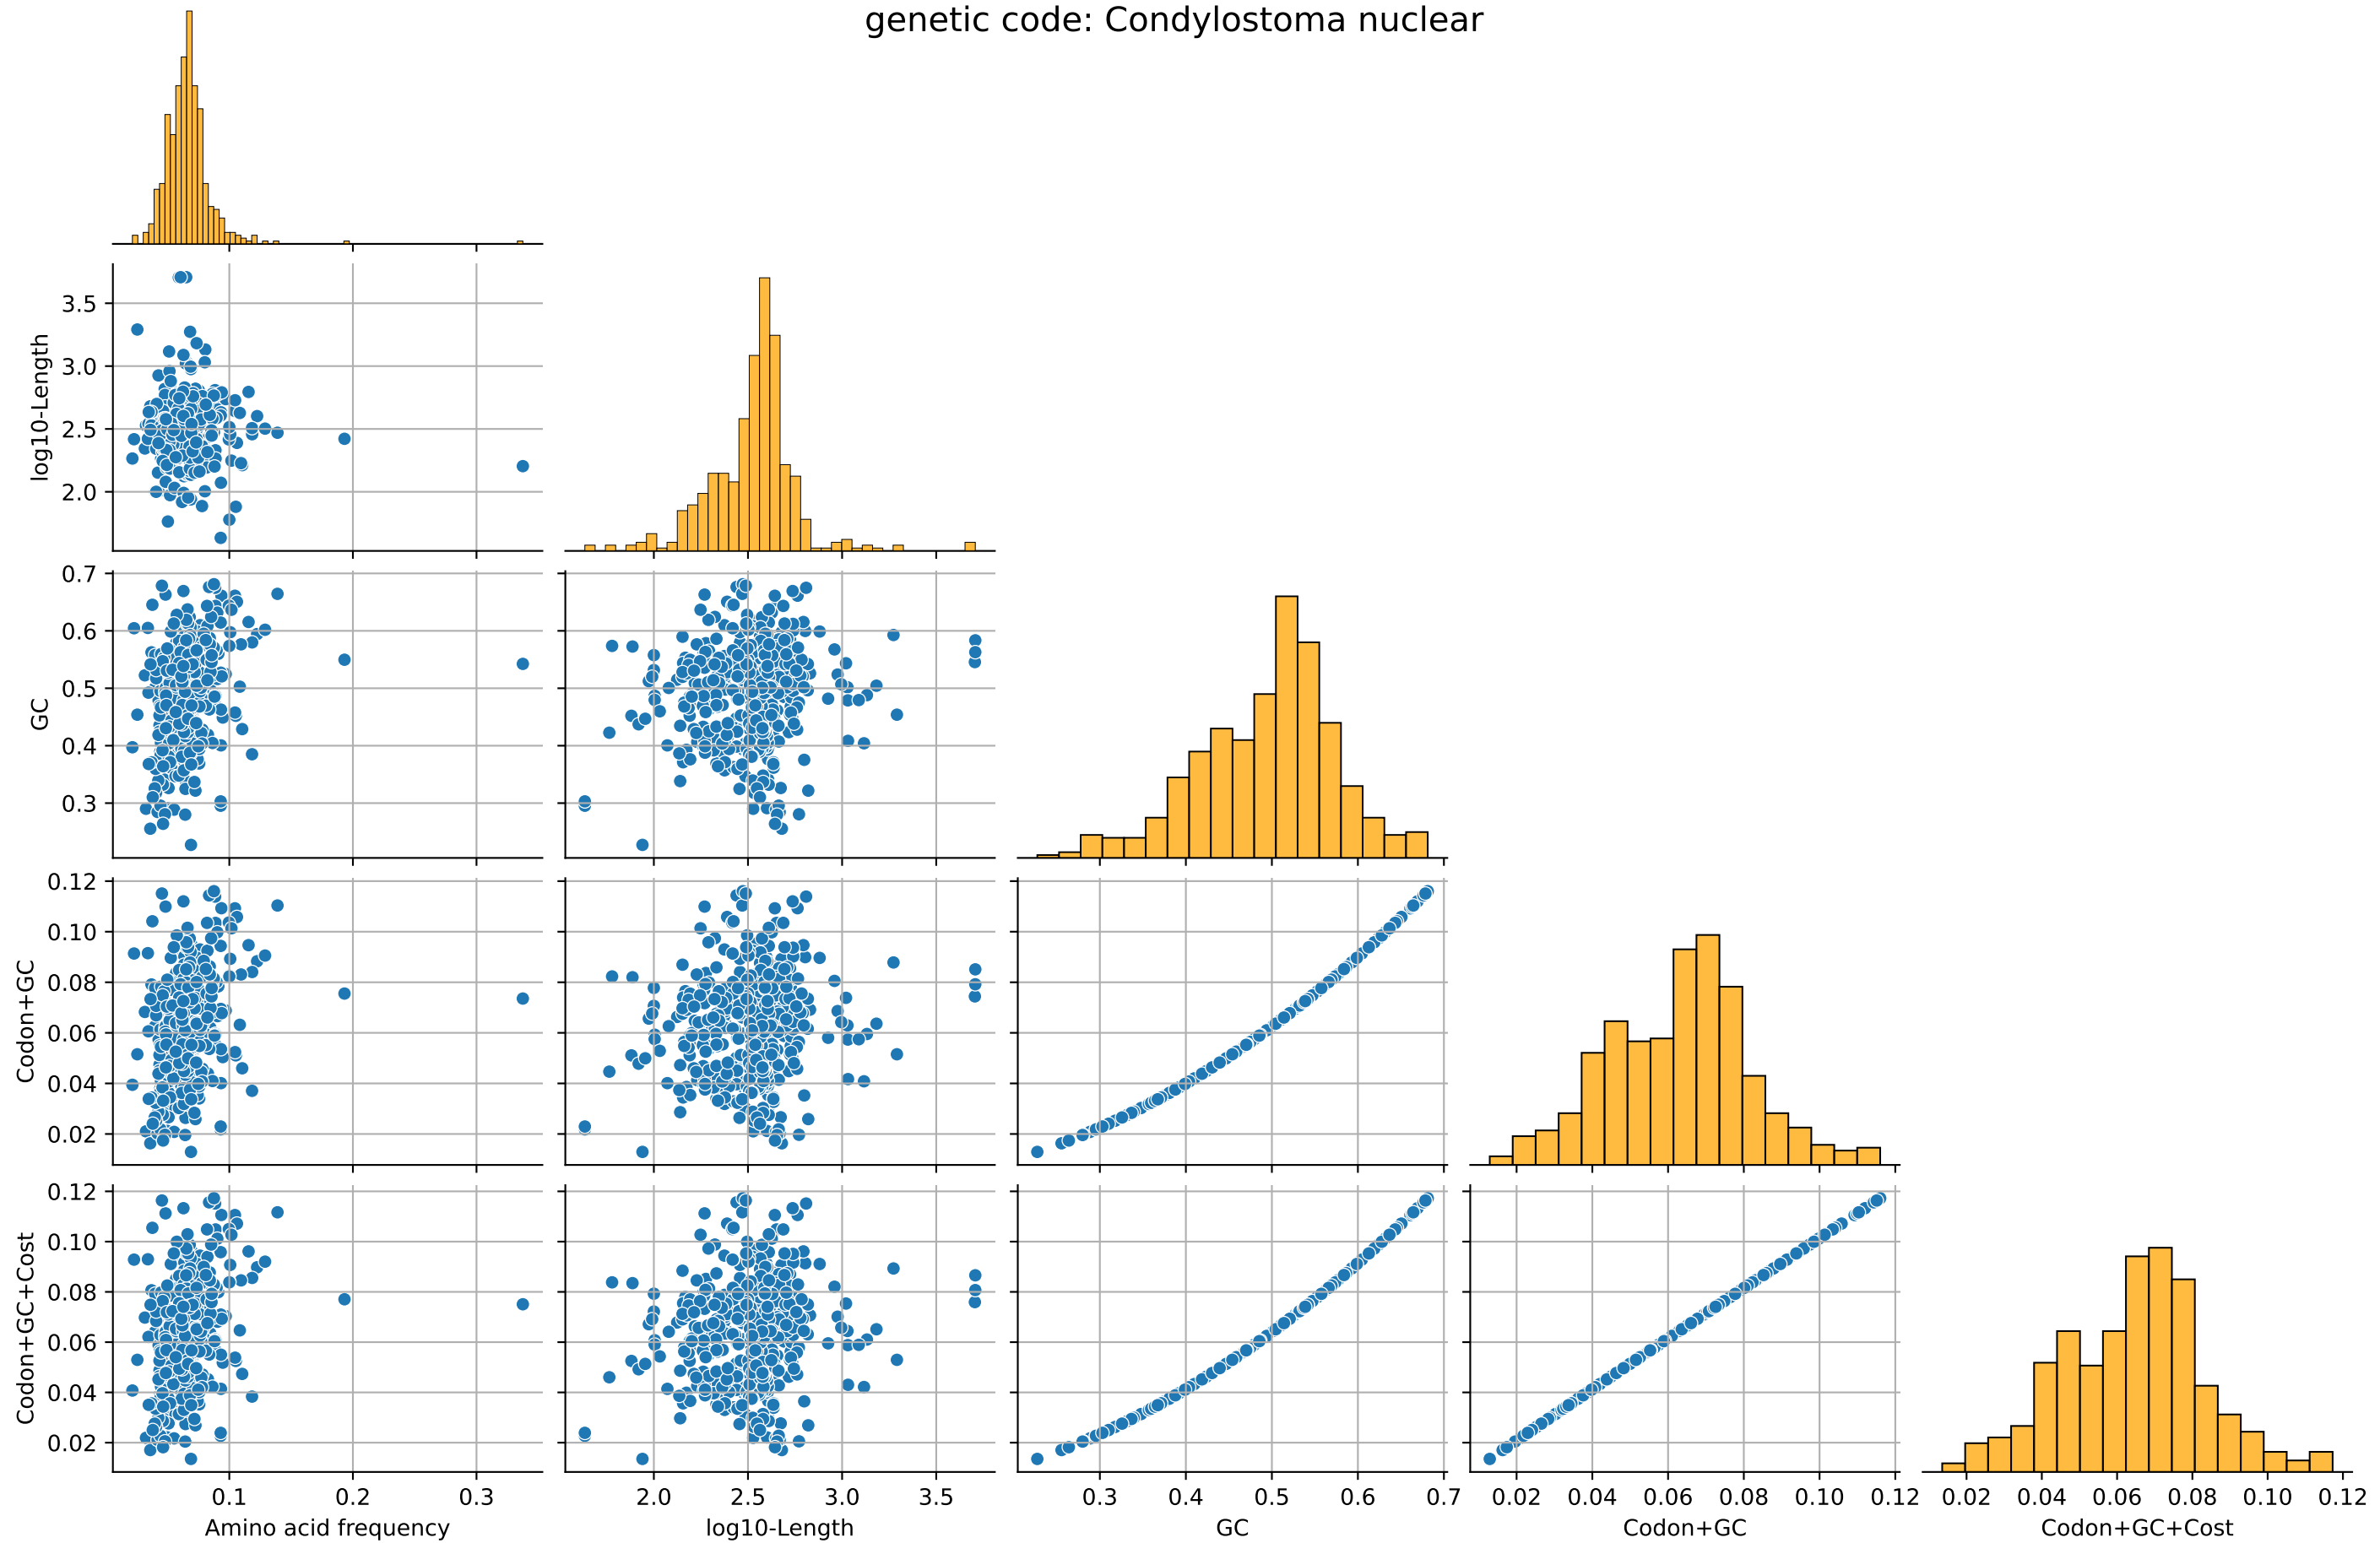 genetic code: Condylostoma nuclear
3.5
3.0
2.5
2.0
log10-Length
0.7
0.6
0.5
0.4
0.3
GC
0.12
0.10
0.08
0.06
0.04
0.02
Codon+GC
0.12
0.10
0.08
0.06
0.04
0.02
Codon+GC+Cost
0.1 0.2 0.3
2.0 2.5 3.0 3.5
0.3 0.4 0.5 0.6 0.7
0.02 0.04 0.06 0.08 0.10 0.12
0.02 0.04 0.06 0.08 0.10 0.12
Amino acid frequency
log10-Length
GC
Codon+GC
Codon+GC+Cost